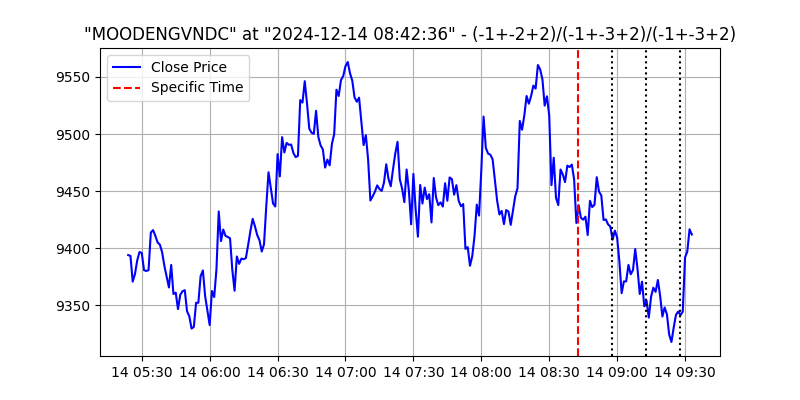 "MOODENGVNDC" at "2024-12-14 08:42:36" - (-1+-2+2)/(-1+-3+2)/(-1+-3+2)
Close Price
Specific Time
9550
9500
9450
9400
9350
14 05:30 14 06:00 14 06:30 14 07:00 14 07:30 14 08:00 14 08:30 14 09:00 14 09:30